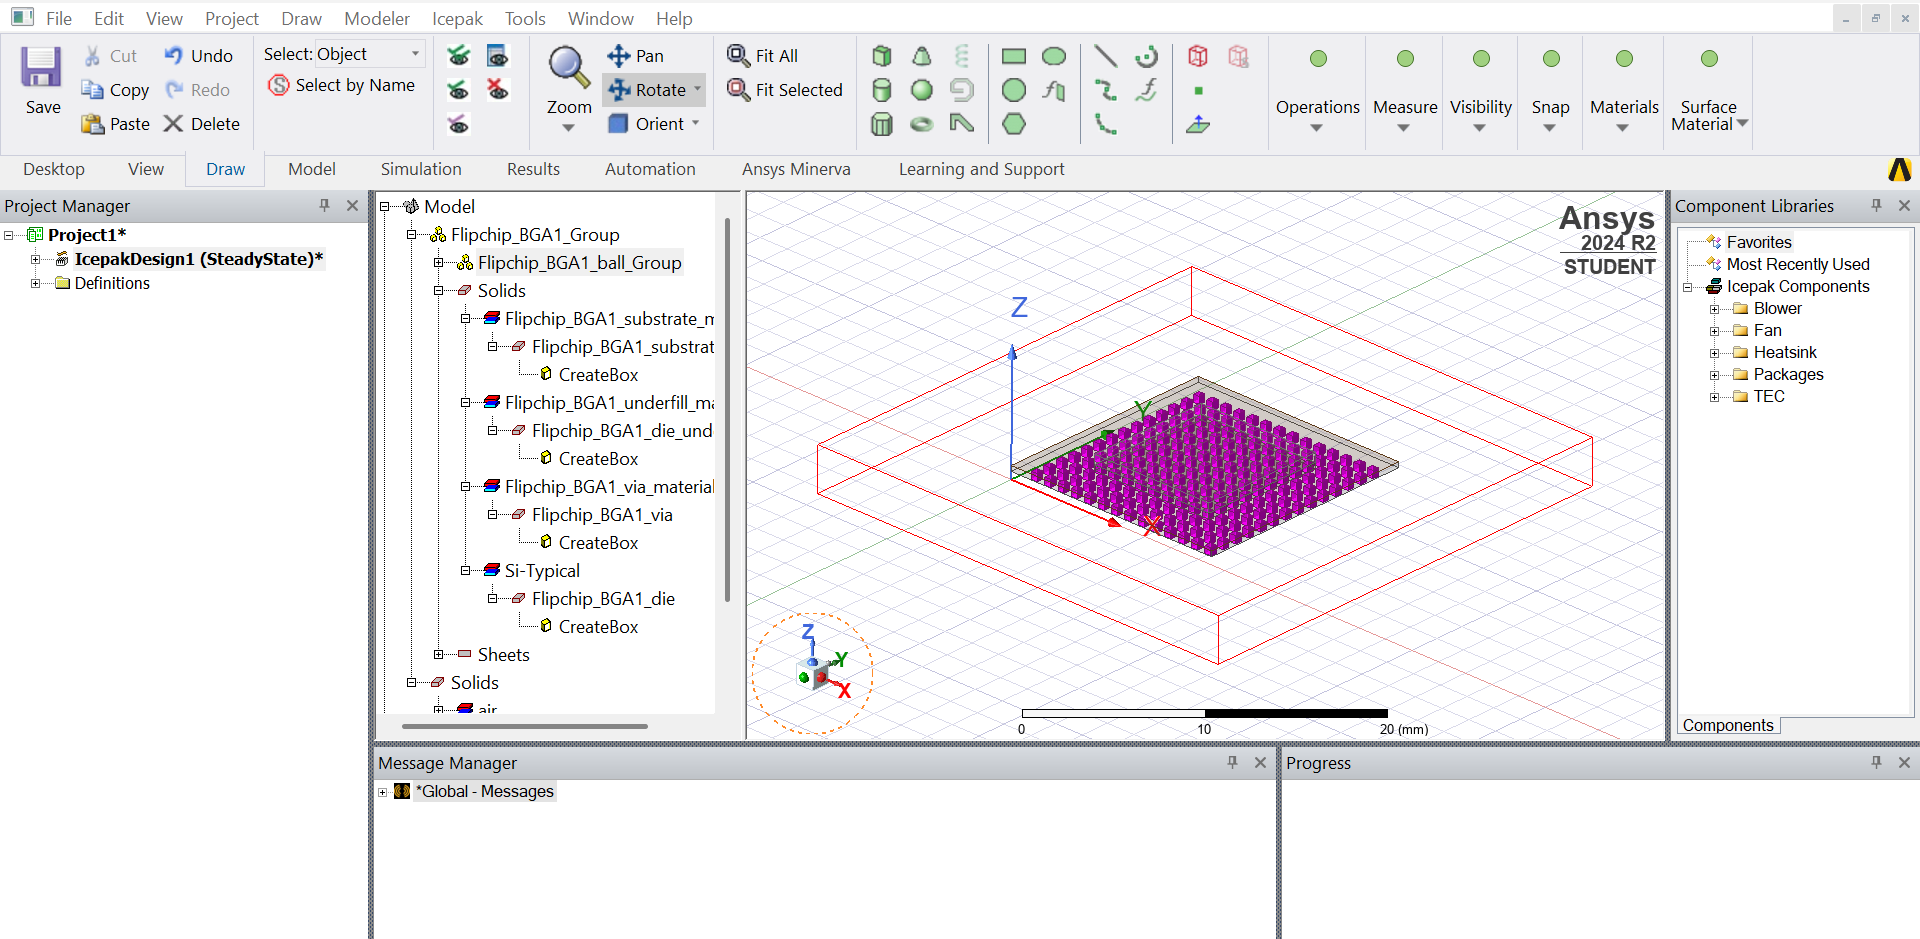 File Edit View Project Draw Modeler Icepak Tools Window Help
Save
Cut
Copy
Paste
Undo
Redo
Delete
Select: Object
Select by Name
Zoom
Pan
Rotate
Orient
Fit All
Fit Selected
Operations
Measure
Visibility
Snap
Materials
Surface
Material
Desktop View Draw Model Simulation Results Automation Ansys Minerva Learning and Support
Project Manager
Project1*
IcepakDesign1 (SteadyState)*
Definitions
Model
Flipchip_BGA1_Group
Flipchip_BGA1_ball_Group
Solids
Flipchip_BGA1_substrate_m
Flipchip_BGA1_substrat
CreateBox
Flipchip_BGA1_underfill_ma
Flipchip_BGA1_die_und
CreateBox
Flipchip_BGA1_via_material
Flipchip_BGA1_via
CreateBox
Si-Typical
Flipchip_BGA1_die
CreateBox
Sheets
Solids
air
Ansys
2024 R2
STUDENT
Z
Y
X
Z
Y
X
0 10 20 (mm)
Component Libraries
Favorites
Most Recently Used
Icepak Components
Blower
Fan
Heatsink
Packages
TEC
Components
Message Manager
*Global - Messages
Progress